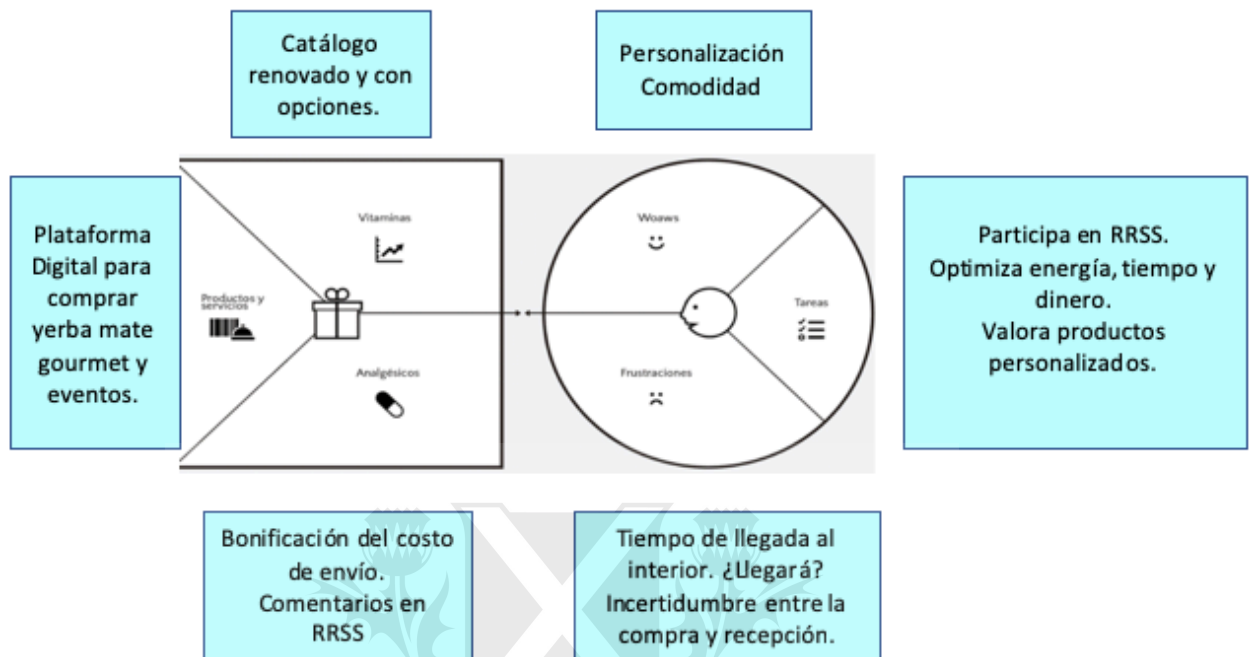 Catálogo
renovado y con
opciones.
Personalización
Comodidad
Plataforma
Digital para
comprar
yerba mate
gourmet y
eventos.
Vitaminas
Productos y
servicios
Analgésicos
Woaws
Tareas
Frustraciones
Participa en RRSS.
Optimiza energía, tiempo y
dinero.
Valora productos
personalizados.
Bonificación del costo
de envío.
Comentarios en
RRSS
Tiempo de llegada al
interior. ¿Llegará?
Incertidumbre entre la
compra y recepción.